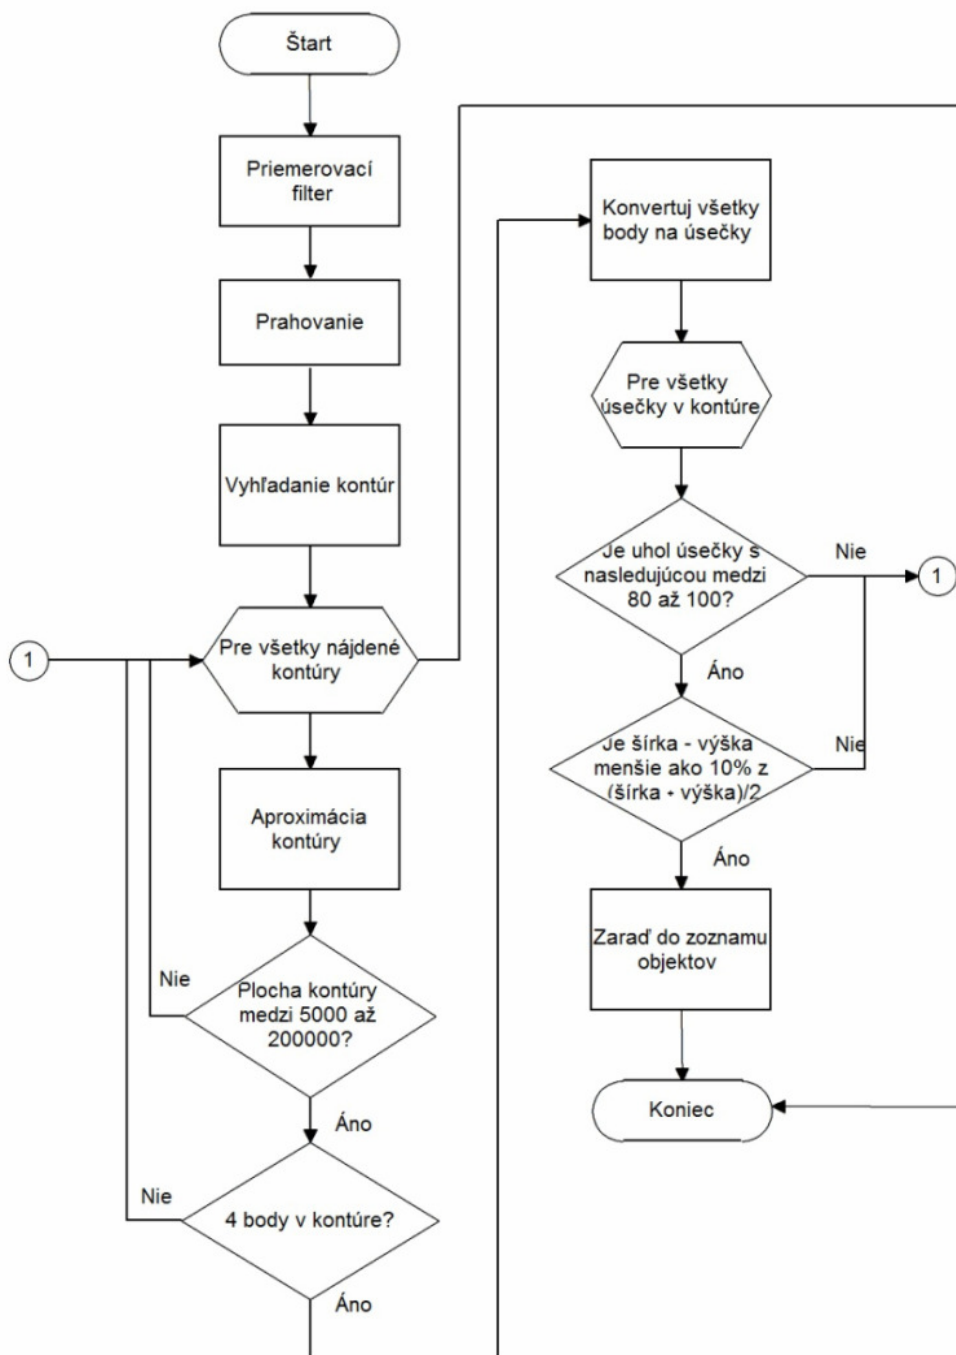 Štart
Priemerovací
filter
Prahovanie
Vyhľadanie kontúr
1
Pre všetky nájdené
kontúry
Aproximácia
kontúry
Nie
Plocha kontúry
medzi 5000 až
200000?
Áno
Nie
4 body v kontúre?
Áno
Konvertuj všetky
body na úsečky
Pre všetky
úsečky v kontúre
Je uhol úsečky s
nasledujúcou medzi
80 až 100?
Nie
1
Áno
Je šírka - výška
menšie ako 10% z
(šírka + výška)/2
Nie
Áno
Zaraď do zoznamu
objektov
Koniec